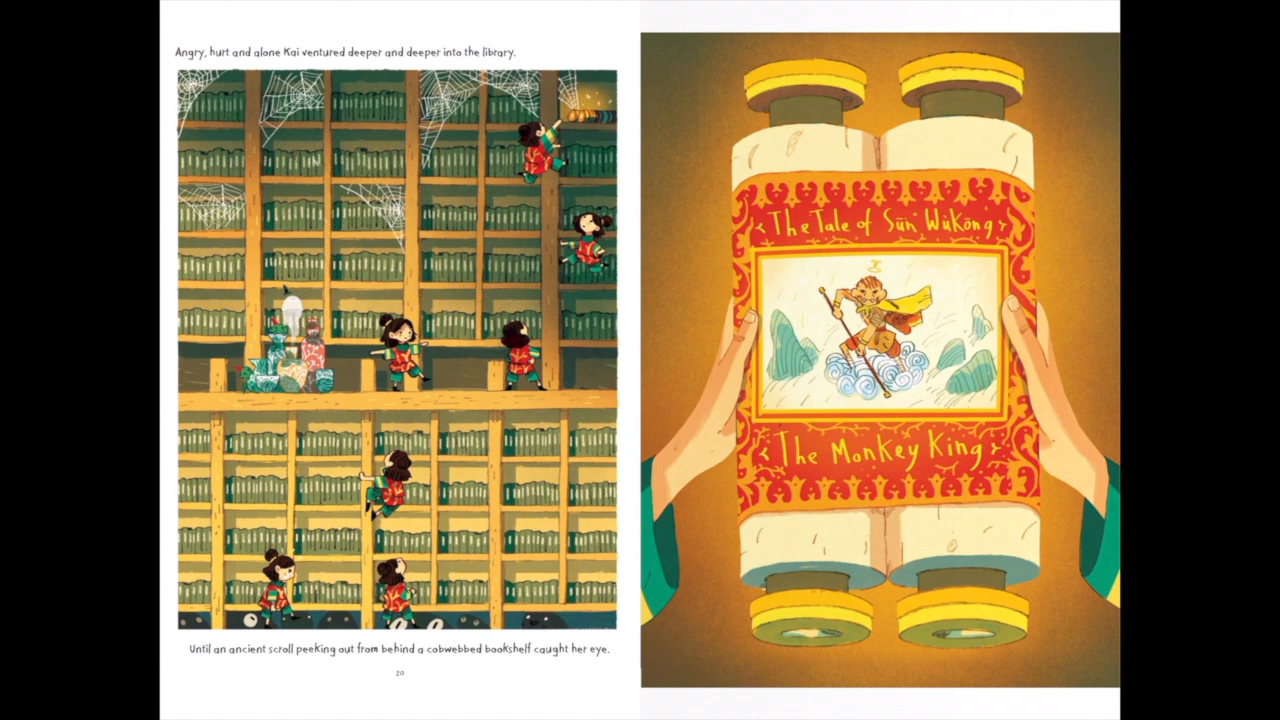 Angry, hurt and alone Kai ventured deeper and deeper into the library.
Until an ancient scroll peeking out from behind a cobwebbed bookshelf caught her eye.
20
The Tale of Sūn Wùkōng
The Monkey King